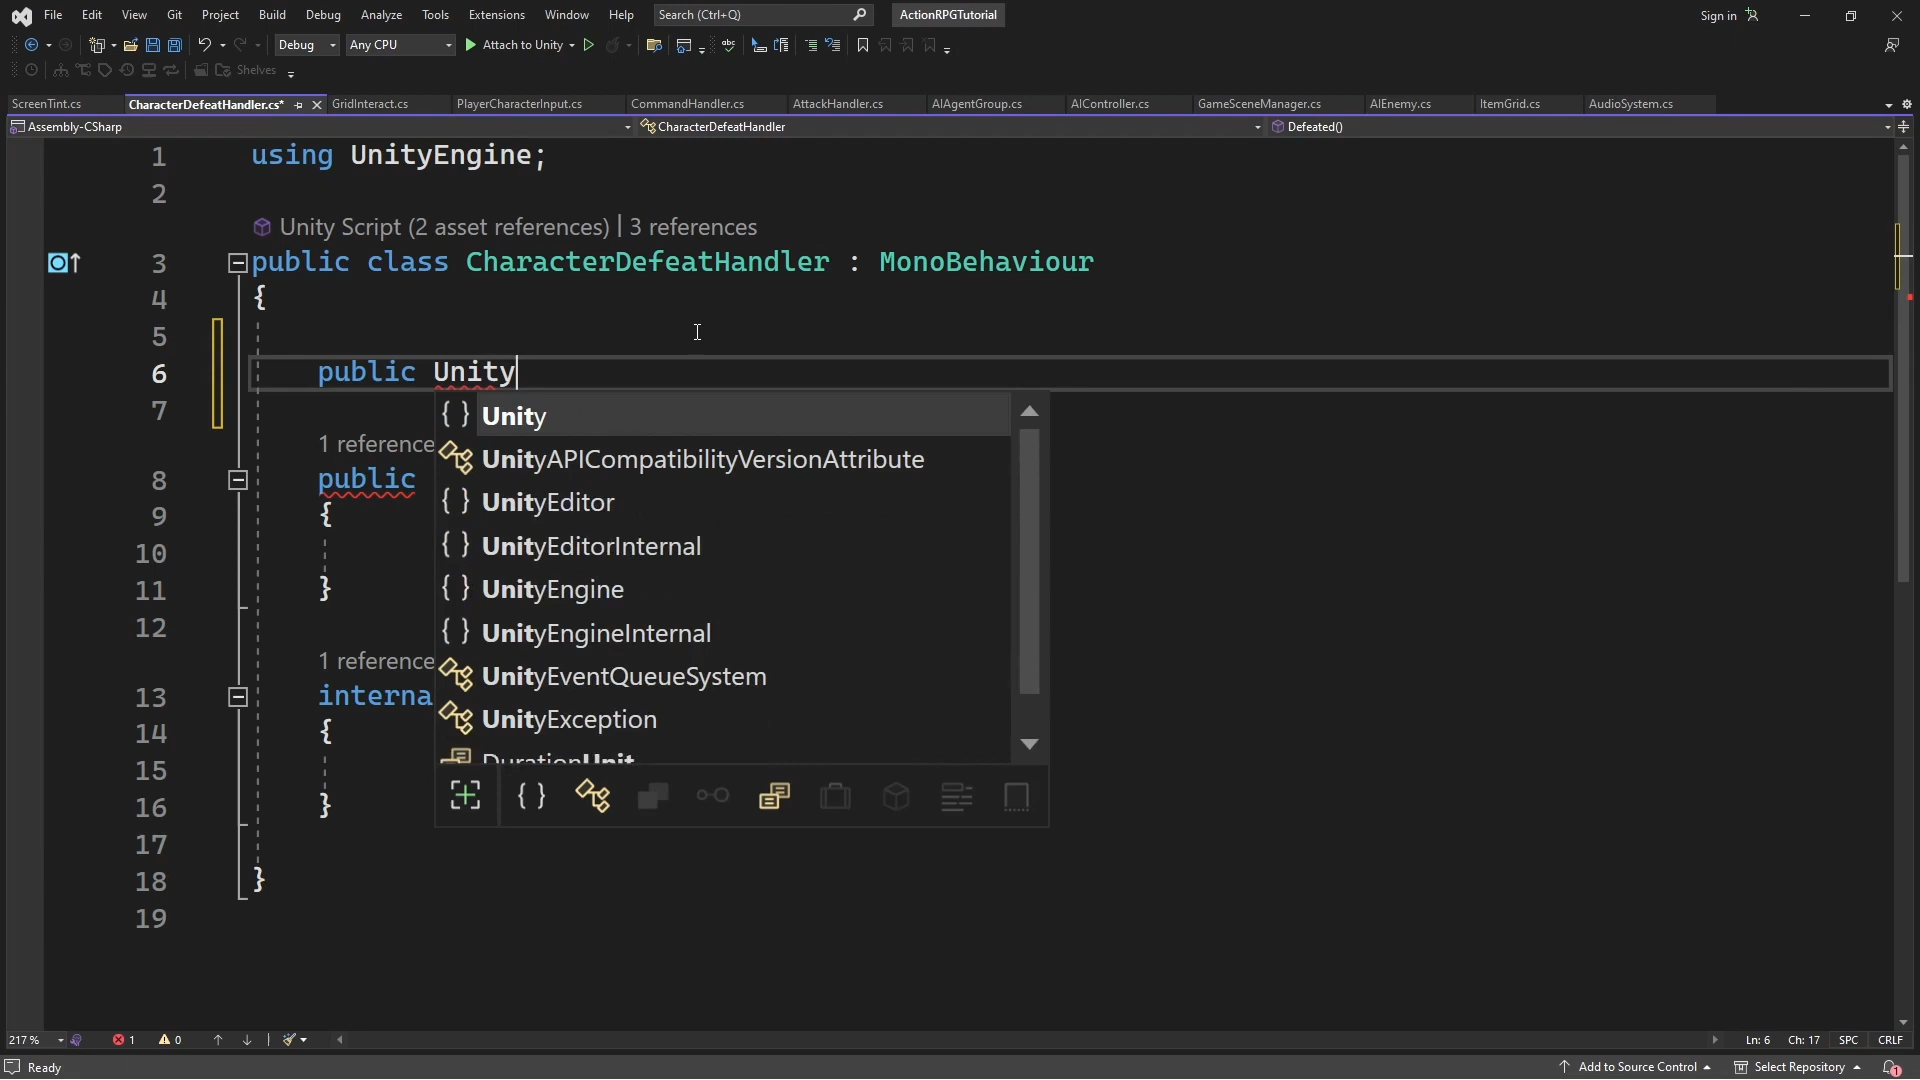 File Edit View Git Project Build Debug Analyze Tools Extensions Window Help Search (Ctrl+Q) ActionRPGTutorial Sign in
Debug Any CPU Attach to Unity
Shelves
ScreenTint.cs CharacterDefeatHandler.cs* GridInteract.cs PlayerCharacterInput.cs CommandHandler.cs AttackHandler.cs AIAgentGroup.cs AIController.cs GameSceneManager.cs AIEnemy.cs ItemGrid.cs AudioSystem.cs
Assembly-CSharp CharacterDefeatHandler Defeated()
1 using UnityEngine;
2
Unity Script (2 asset references) | 3 references
3 public class CharacterDefeatHandler : MonoBehaviour
4 {
5
6 public Unity
7 Unity
1 reference UnityAPICompatibilityVersionAttribute
8 public UnityEditor
9 { UnityEditorInternal
10
11 } UnityEngine
12 UnityEngineInternal
1 reference UnityEventQueueSystem
13 interna
14 { UnityException
15 DurationUnit
16 }
17
18 }
19
217 % 1 0 Ln: 6 Ch: 17 SPC CRLF
Ready Add to Source Control Select Repository 1